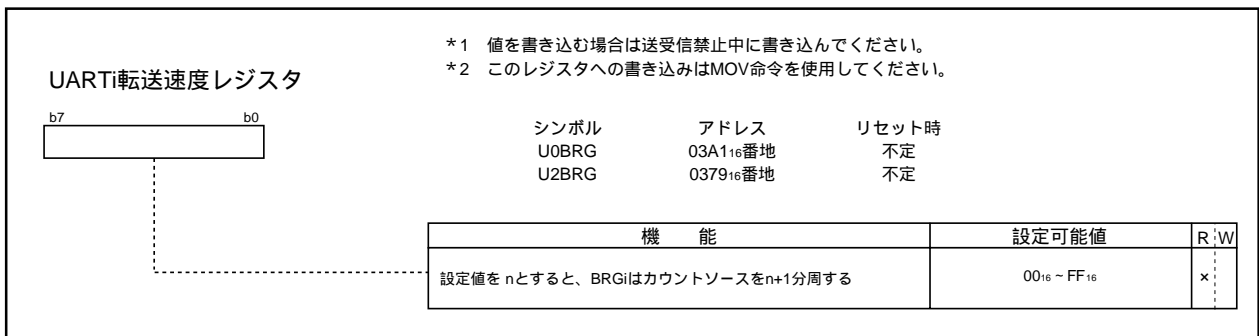 *1 値を書き込む場合は送受信禁止中に書き込んでください。
*2 このレジスタへの書き込みはMOV命令を使用してください。
UARTi転送速度レジスタ
b7 b0
シンボル アドレス リセット時
U0BRG 03A116番地 不定
U2BRG 037916番地 不定
機 能 設定可能値 R W
設定値を nとすると、BRGiはカウントソースをn+1分周する 0016 ~ FF16 ×